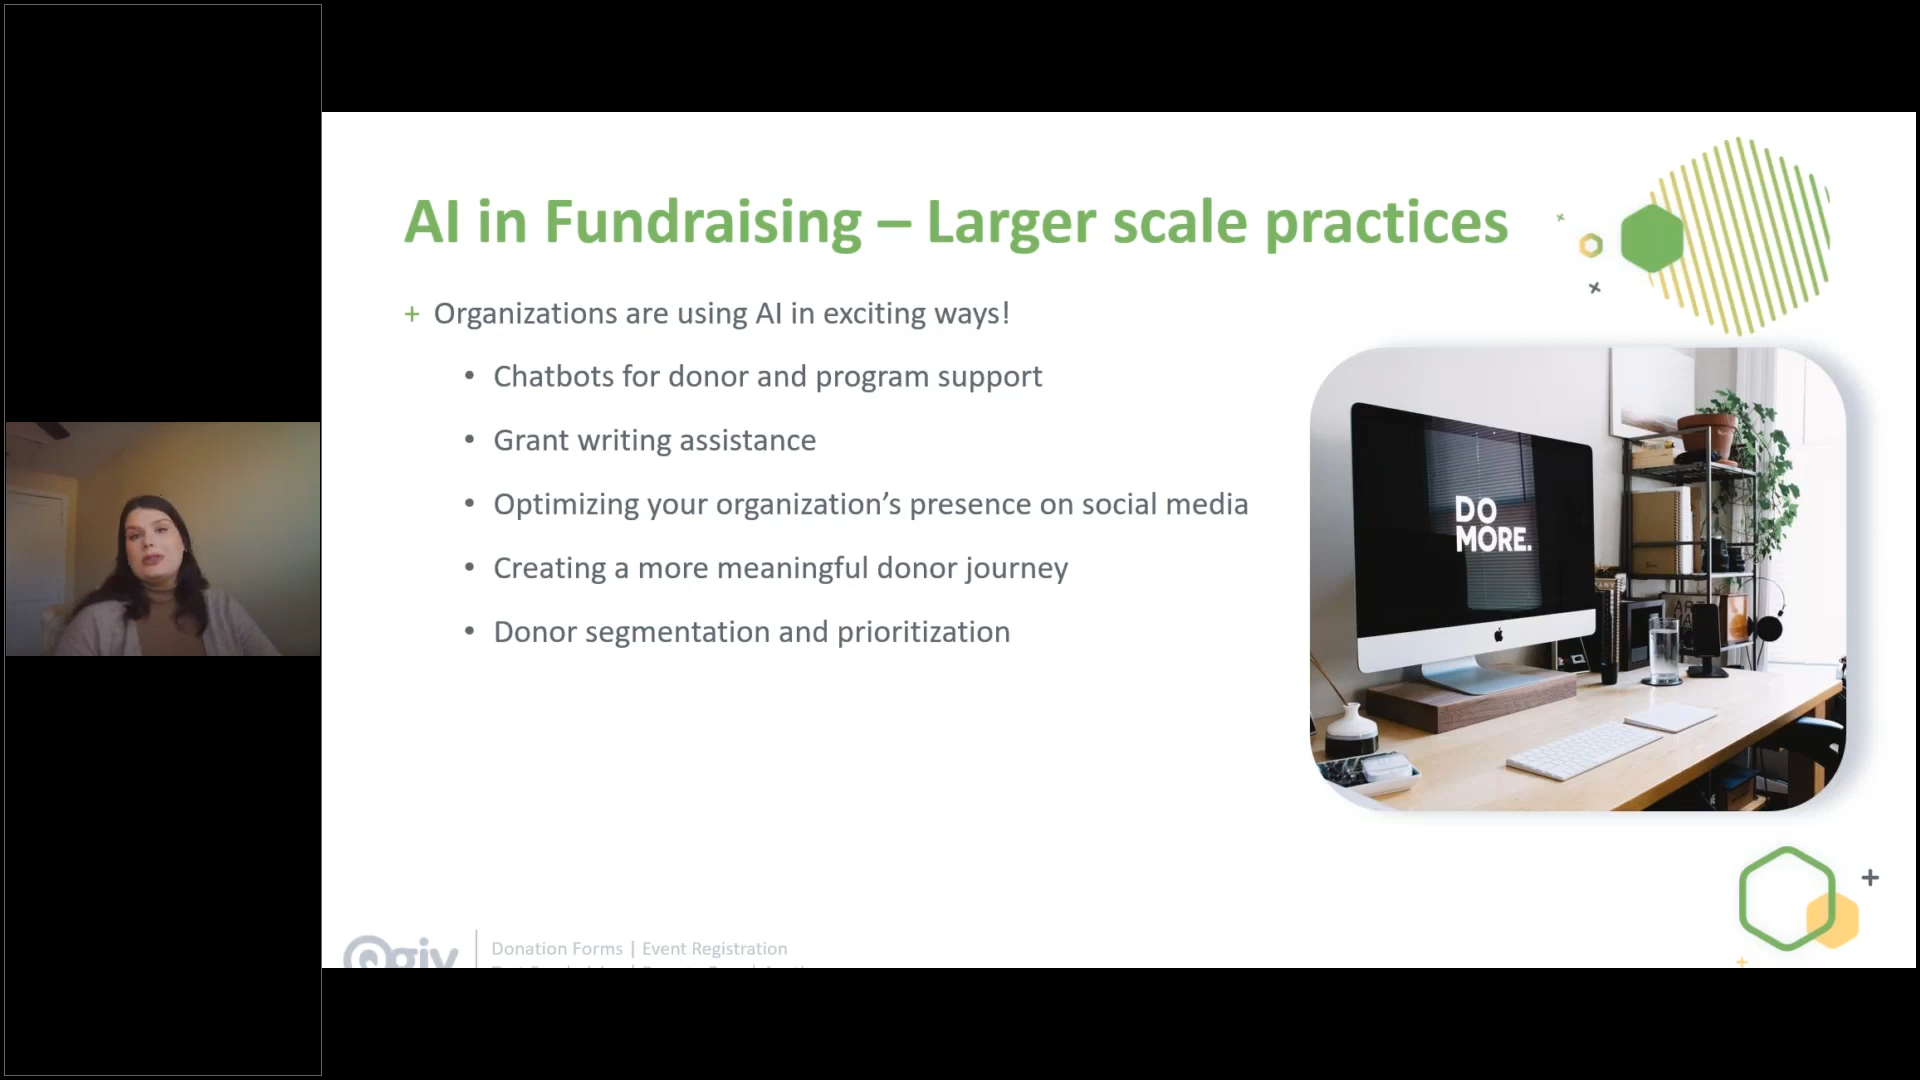 AI in Fundraising – Larger scale practices
+ Organizations are using AI in exciting ways!
• Chatbots for donor and program support
• Grant writing assistance
• Optimizing your organization’s presence on social media
• Creating a more meaningful donor journey
• Donor segmentation and prioritization
DO
MORE.
Qgiv
Donation Forms | Event Registration